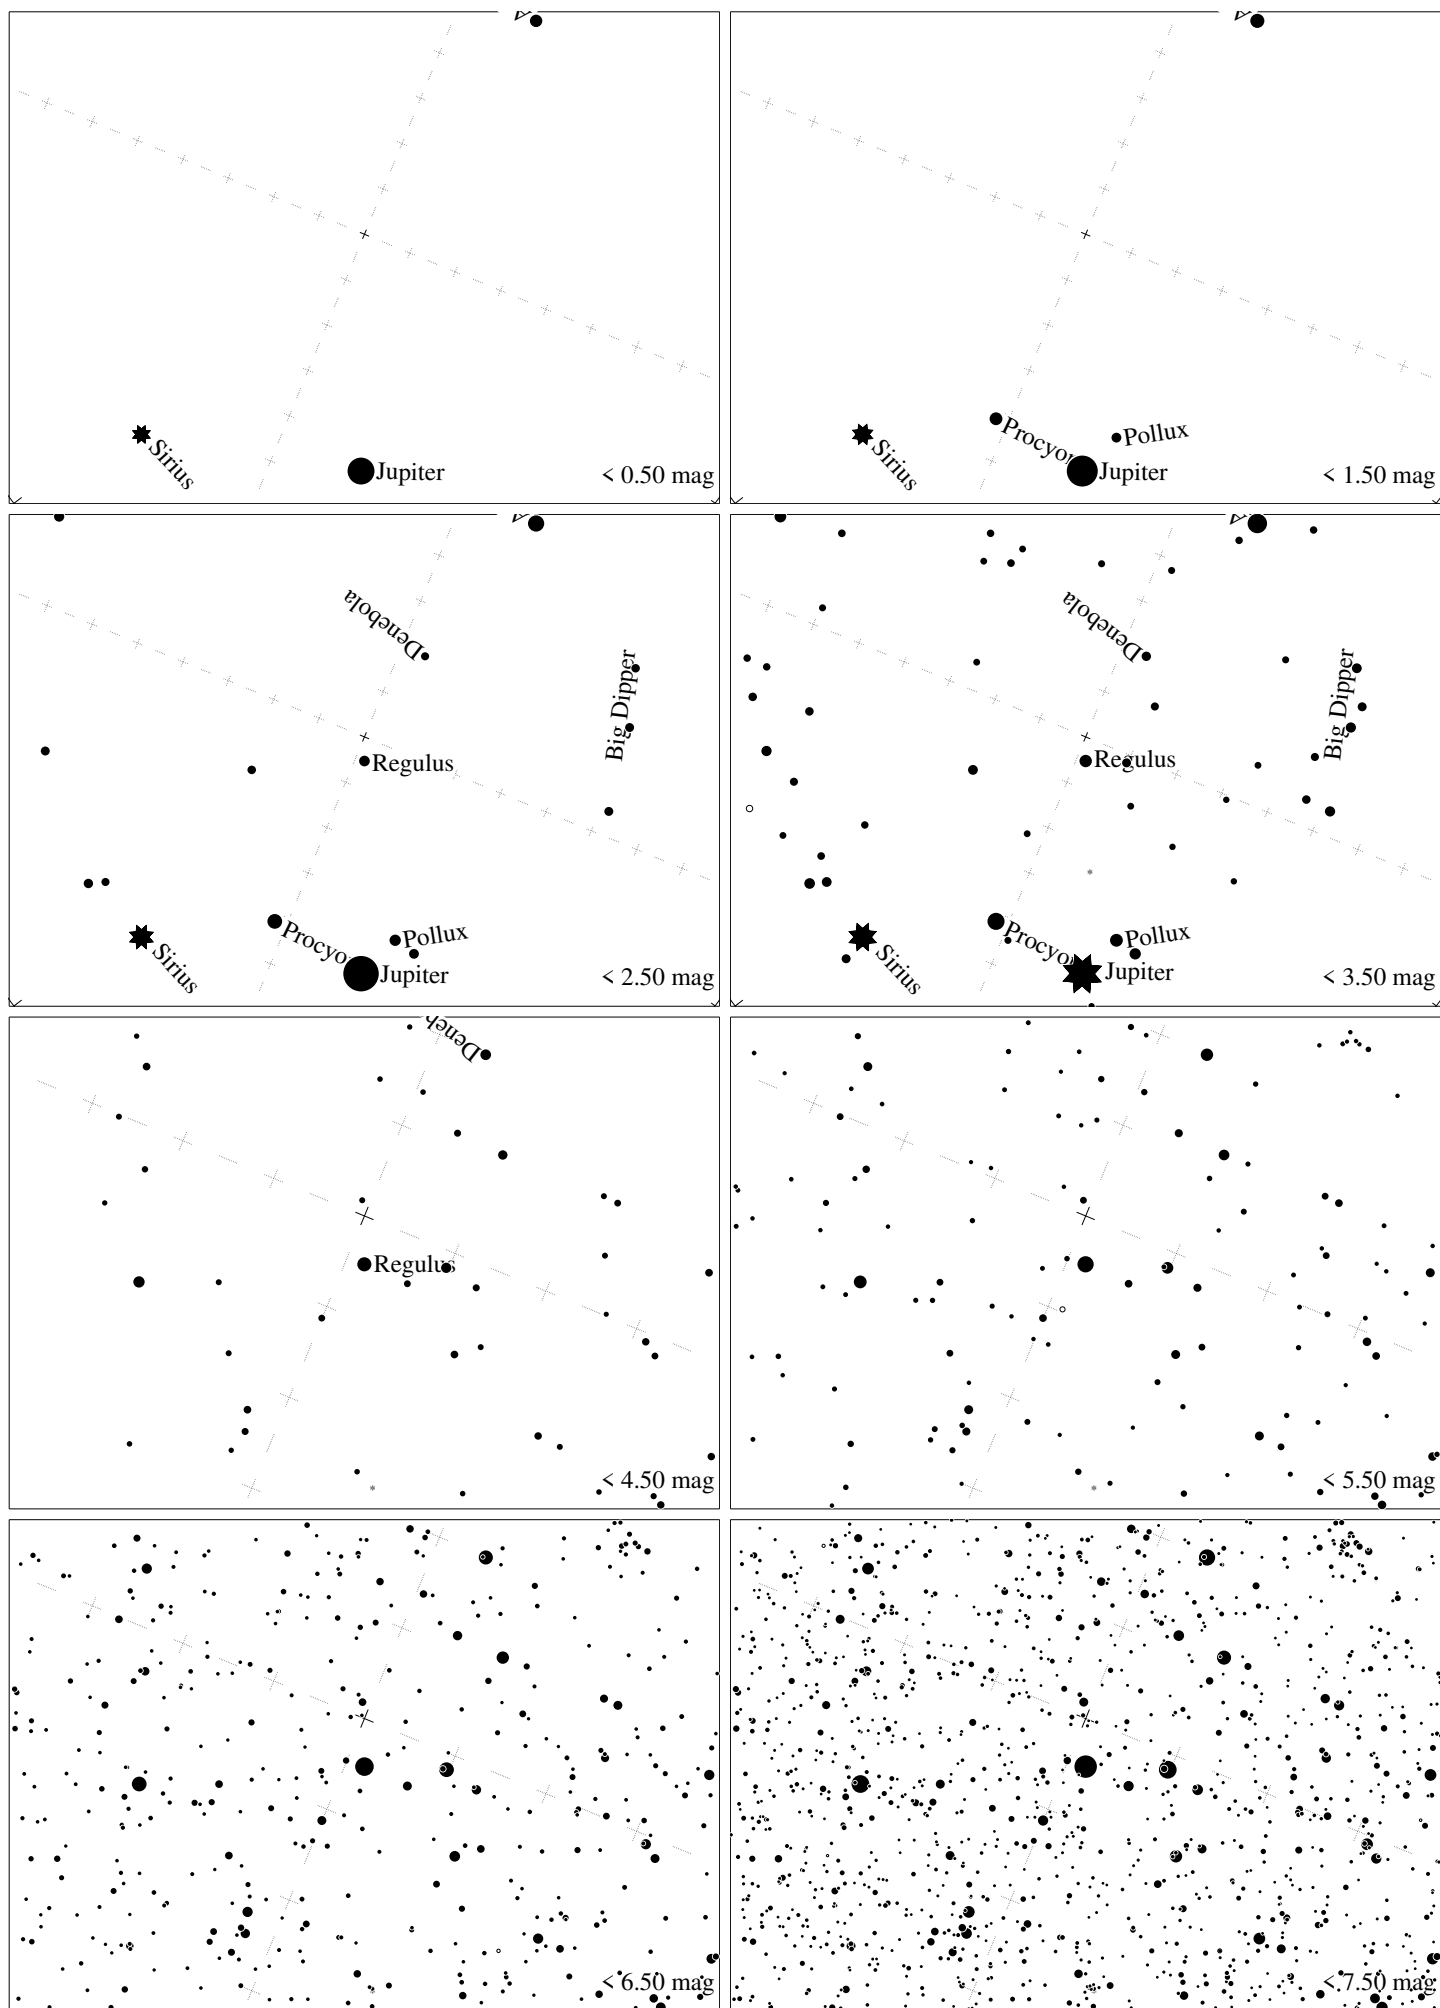 Sirius
Jupiter
< 0.50 mag
Procyon
Pollux
Sirius
Jupiter
< 1.50 mag
Denebola
Big Dipper
Regulus
Procyon
Pollux
Sirius
Jupiter
< 2.50 mag
Denebola
Big Dipper
Regulus
Procyon
Pollux
Sirius
Jupiter
< 3.50 mag
Deneb
Regulus
< 4.50 mag
< 5.50 mag
< 6.50 mag
< 7.50 mag